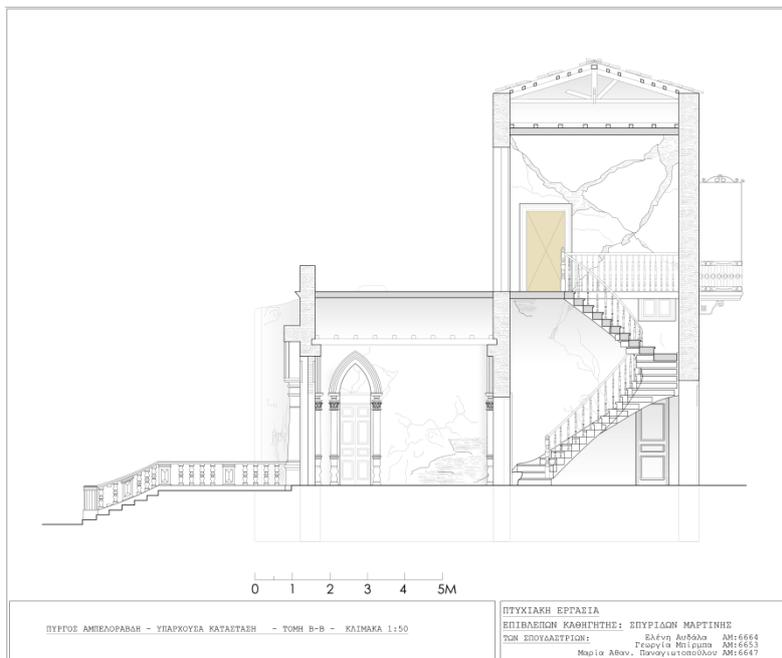 0 1 2 3 4 5M
ΠΥΡΓΟΣ ΑΜΠΕΛΟΡΑΒΔΗ - ΥΠΑΡΧΟΥΣΑ ΚΑΤΑΣΤΑΣΗ - ΤΟΜΗ Β-Β - ΚΛΙΜΑΚΑ 1:50
ΠΤΥΧΙΑΚΗ ΕΡΓΑΣΙΑ
ΕΠΙΒΛΕΠΩΝ ΚΑΘΗΓΗΤΗΣ: ΣΠΥΡΙΔΩΝ ΜΑΡΤΙΝΗΣ
ΤΩΝ ΣΠΟΥΔΑΣΤΡΙΩΝ: Ελένη Αυδάλα ΑΜ:6664
Γεωργία Μπίρμπα ΑΜ:6653
Μαρία Αθαν. Παναγιωτοπούλου ΑΜ:6647